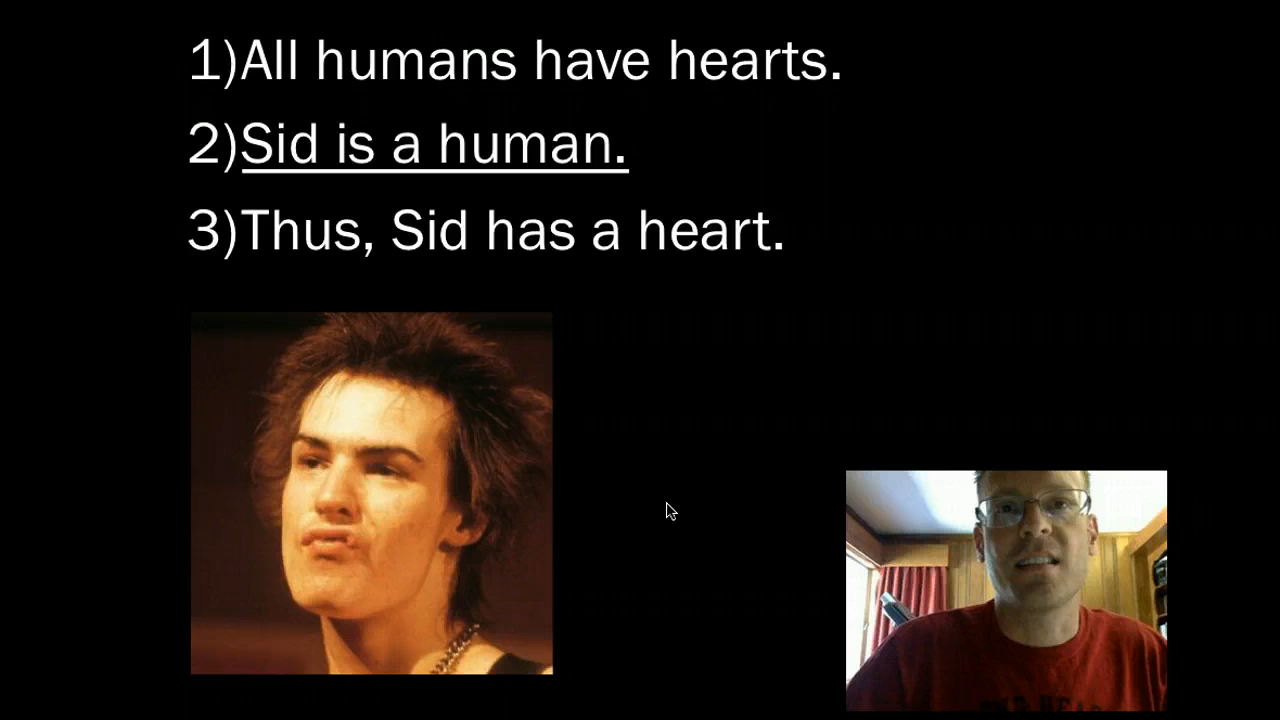 1)All humans have hearts.
2)Sid is a human.
3)Thus, Sid has a heart.